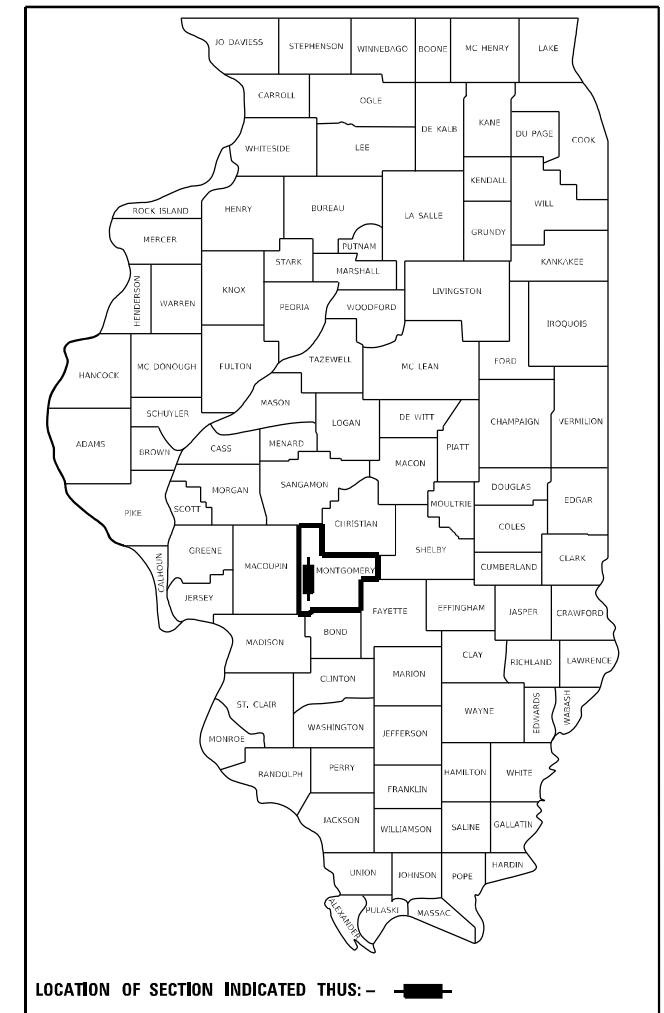 JO DAVIESS
STEPHENSON
WINNEBAGO
BOONE
MC HENRY
LAKE
CARROLL
OGLE
DE KALB
KANE
DU PAGE
COOK
WHITESIDE
LEE
KENDALL
WILL
ROCK ISLAND
HENRY
BUREAU
LA SALLE
GRUNDY
MERCER
PUTNAM
KANKAKEE
STARK
MARSHALL
HENDERSON
WARREN
KNOX
PEORIA
WOODFORD
LIVINGSTON
IROQUOIS
HANCOCK
MC DONOUGH
FULTON
TAZEWELL
MC LEAN
FORD
MASON
SCHUYLER
LOGAN
DE WITT
CHAMPAIGN
VERMILION
ADAMS
BROWN
CASS
MENARD
PIATT
MACON
MORGAN
SANGAMON
DOUGLAS
EDGAR
PIKE
SCOTT
CHRISTIAN
MOULTRIE
COLES
GREENE
SHELBY
CALHOUN
MACOUPIN
MONTGOMERY
CUMBERLAND
CLARK
JERSEY
FAYETTE
EFFINGHAM
JASPER
CRAWFORD
MADISON
BOND
CLAY
RICHLAND
LAWRENCE
CLINTON
MARION
ST. CLAIR
WAYNE
EDWARDS
WABASH
WASHINGTON
JEFFERSON
MONROE
RANDOLPH
PERRY
HAMILTON
WHITE
FRANKLIN
JACKSON
WILLIAMSON
SALINE
GALLATIN
UNION
JOHNSON
POPE
HARDIN
ALEXANDER
PULASKI
MASSAC
LOCATION OF SECTION INDICATED THUS: –